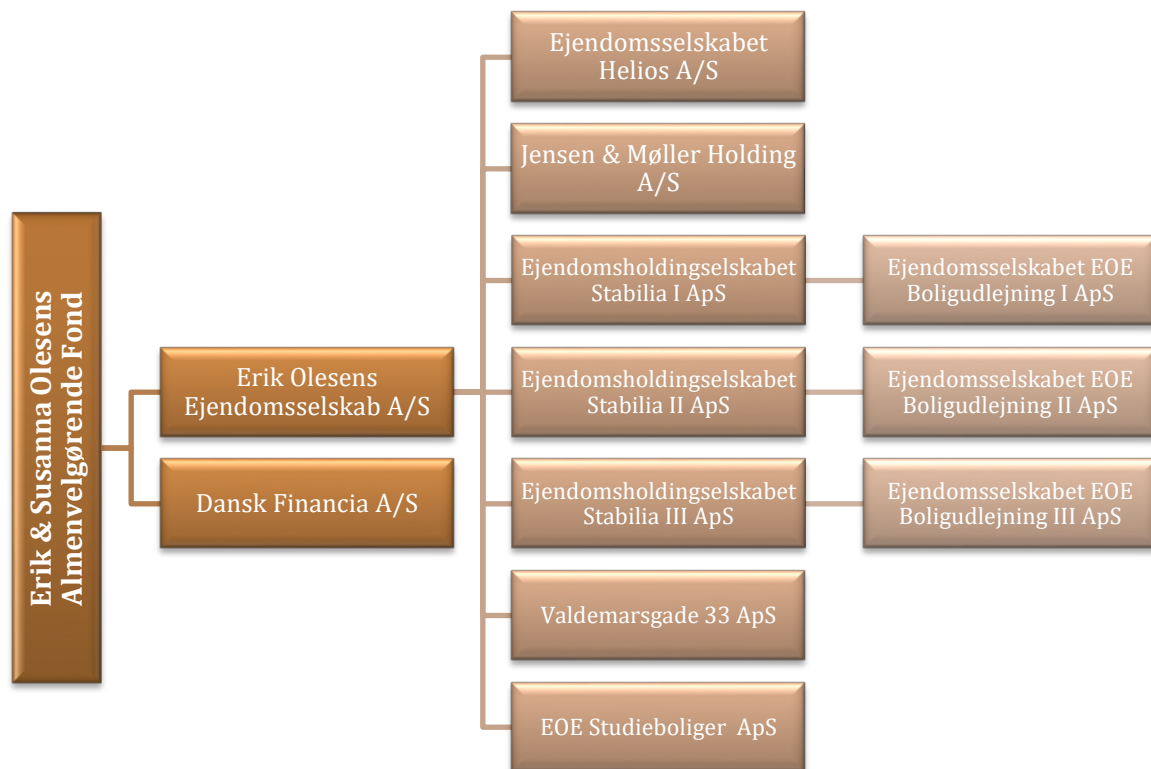 Erik & Susanna Olesens
Almenvelgørende Fond
Erik Olesens
Ejendomsselskab A/S
Dansk Financia A/S
Ejendomsselskabet
Helios A/S
Jensen & Møller Holding
A/S
Ejendomsholdingselskabet
Stabilia I ApS
Ejendomsselskabet EOE
Boligudlejning I ApS
Ejendomsholdingselskabet
Stabilia II ApS
Ejendomsselskabet EOE
Boligudlejning II ApS
Ejendomsholdingselskabet
Stabilia III ApS
Ejendomsselskabet EOE
Boligudlejning III ApS
Valdemarsgade 33 ApS
EOE Studieboliger ApS